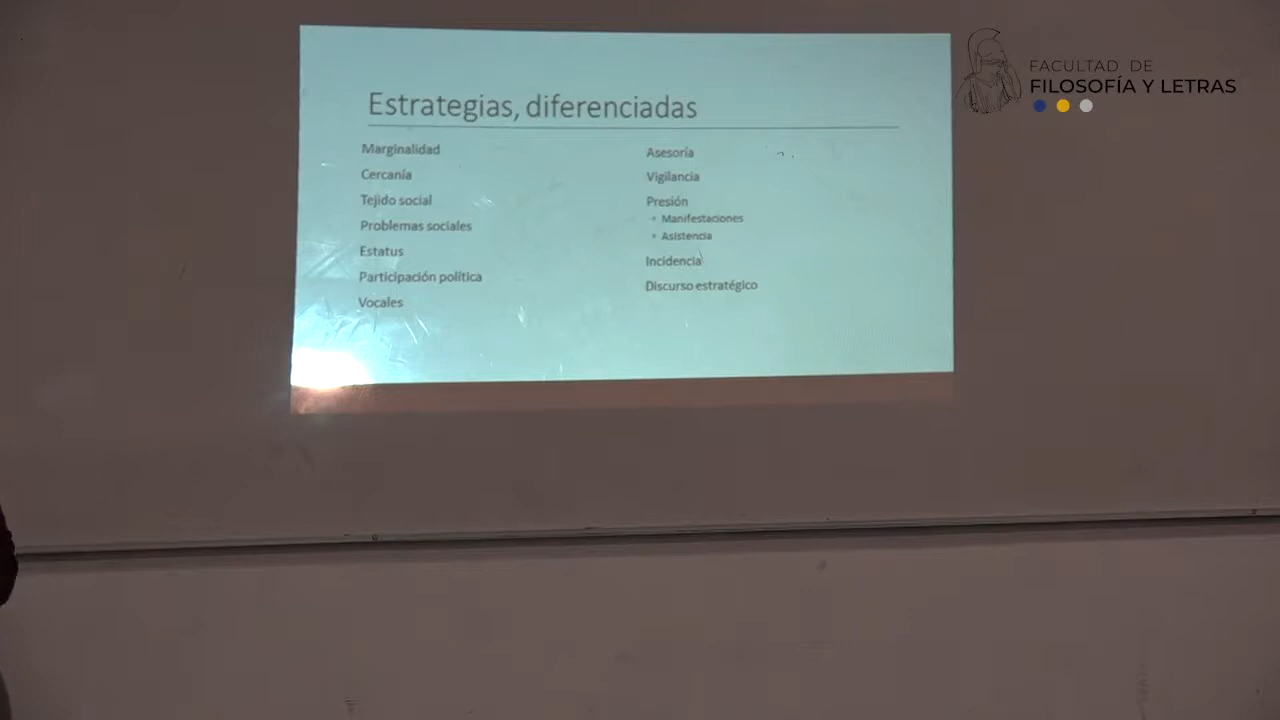 Estrategias, diferenciadas
Marginalidad
Cercanía
Tejido social
Problemas sociales
Estatus
Participación política
Vocales
Asesoría
Vigilancia
Presión
Manifestaciones
Asistencia
Incidencia
Discurso estratégico
FACULTAD DE
FILOSOFÍA Y LETRAS